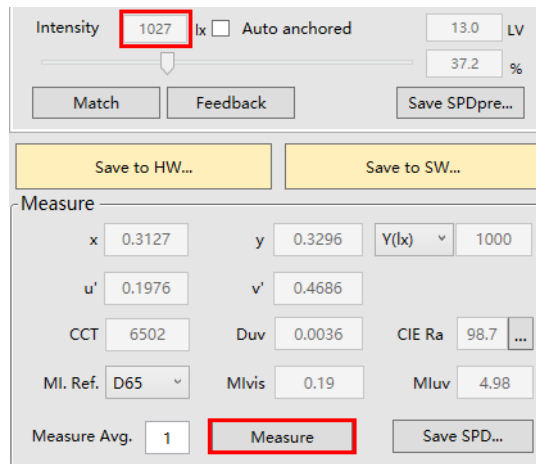 Intensity 1027 lx Auto anchored 13.0 LV
37.2 %
Match Feedback Save SPDpre...
Save to HW... Save to SW...
Measure
x 0.3127 y 0.3296 Y(lx) 1000
u' 0.1976 v' 0.4686
CCT 6502 Duv 0.0036 CIE Ra 98.7 ...
MI. Ref. D65 MIvis 0.19 MIuv 4.98
Measure Avg. 1 Measure Save SPD...